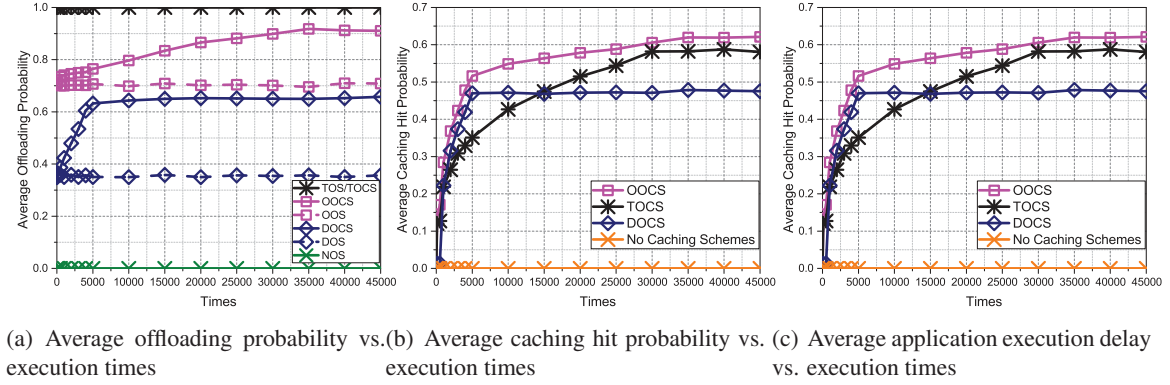 Average Offloading Probability
1.0
0.8
0.6
0.4
0.2
0.0
TOS/TOCS
OOCS
OOS
DOCS
DOS
NOS
0 5000 10000 15000 20000 25000 30000 35000 40000 45000
Times
Average Caching Hit Probability
0.7
0.6
0.5
0.4
0.3
0.2
0.1
0.0
OOCS
TOCS
DOCS
No Caching Schemes
0 5000 10000 15000 20000 25000 30000 35000 40000 45000
Times
Average Caching Hit Probability
0.7
0.6
0.5
0.4
0.3
0.2
0.1
0.0
OOCS
TOCS
DOCS
No Caching Schemes
0 5000 10000 15000 20000 25000 30000 35000 40000 45000
Times
(a) Average offloading probability vs.
execution times
(b) Average caching hit probability vs.
execution times
(c) Average application execution delay
vs. execution times